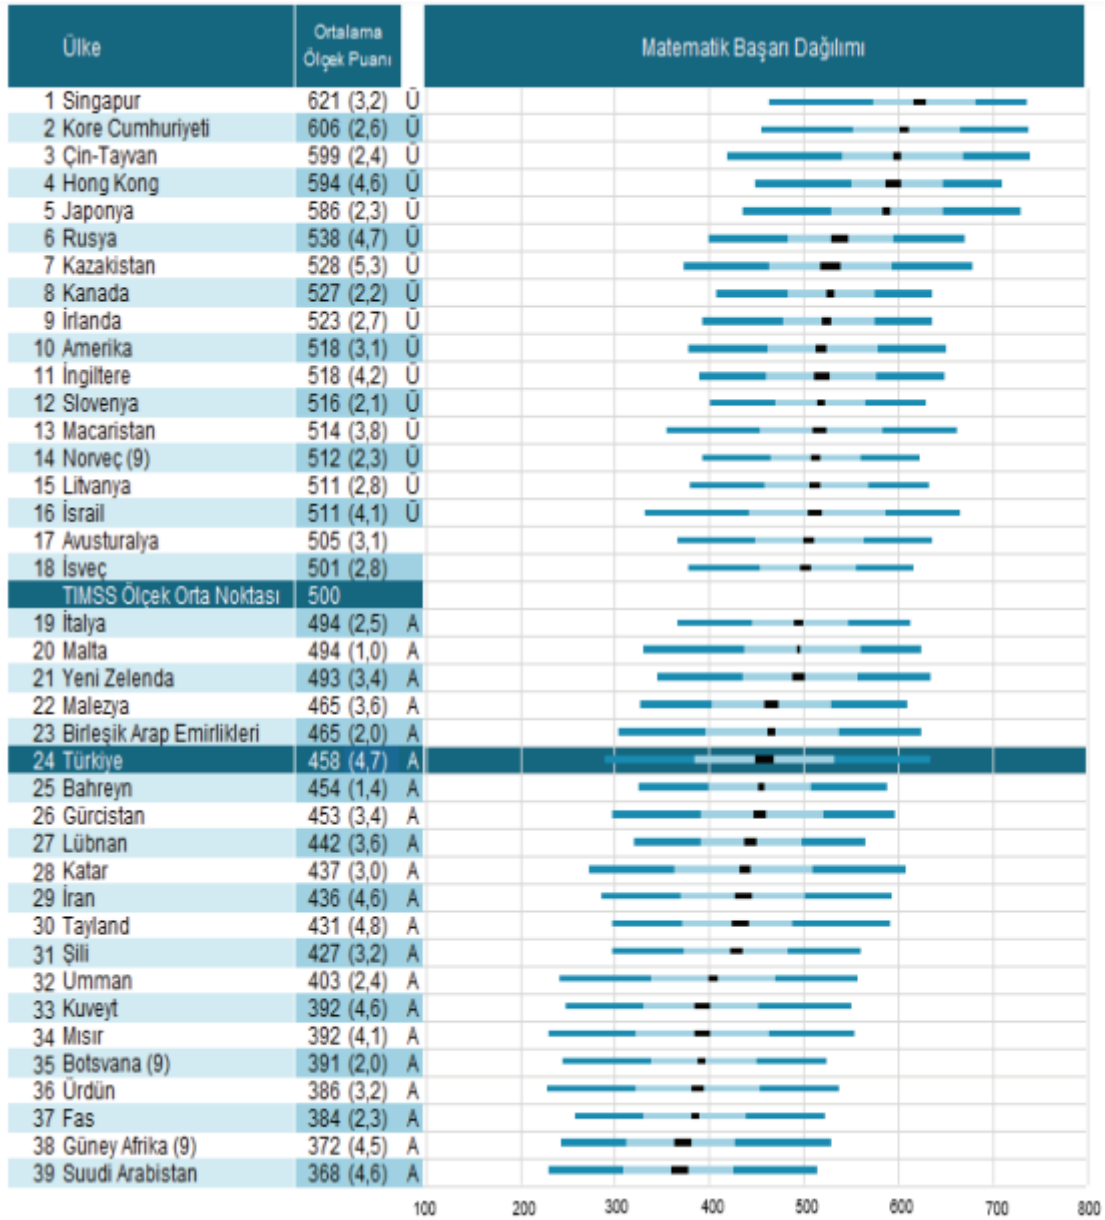 Ülke Ortalama Ölçek Puanı Matematik Başarı Dağılımı
1 Singapur 621 (3,2) Ü
2 Kore Cumhuriyeti 606 (2,6) Ü
3 Çin-Tayvan 599 (2,4) Ü
4 Hong Kong 594 (4,6) Ü
5 Japonya 586 (2,3) Ü
6 Rusya 538 (4,7) Ü
7 Kazakistan 528 (5,3) Ü
8 Kanada 527 (2,2) Ü
9 İrlanda 523 (2,7) Ü
10 Amerika 518 (3,1) Ü
11 İngiltere 518 (4,2) Ü
12 Slovenya 516 (2,1) Ü
13 Macaristan 514 (3,8) Ü
14 Norveç (9) 512 (2,3) Ü
15 Litvanya 511 (2,8) Ü
16 İsrail 511 (4,1) Ü
17 Avusturalya 505 (3,1)
18 İsveç 501 (2,8)
TIMSS Ölçek Orta Noktası 500
19 İtalya 494 (2,5) A
20 Malta 494 (1,0) A
21 Yeni Zelenda 493 (3,4) A
22 Malezya 465 (3,6) A
23 Birleşik Arap Emirlikleri 465 (2,0) A
24 Türkiye 458 (4,7) A
25 Bahreyn 454 (1,4) A
26 Gürcistan 453 (3,4) A
27 Lübnan 442 (3,6) A
28 Katar 437 (3,0) A
29 İran 436 (4,6) A
30 Tayland 431 (4,8) A
31 Şili 427 (3,2) A
32 Umman 403 (2,4) A
33 Kuveyt 392 (4,6) A
34 Mısır 392 (4,1) A
35 Botsvana (9) 391 (2,0) A
36 Ürdün 386 (3,2) A
37 Fas 384 (2,3) A
38 Güney Afrika (9) 372 (4,5) A
39 Suudi Arabistan 368 (4,6) A
100 200 300 400 500 600 700 800